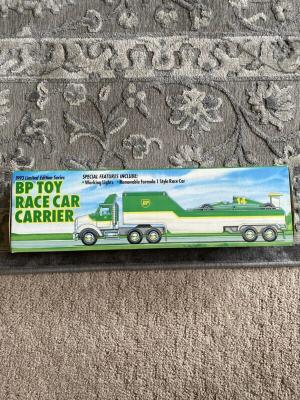 1993 Limited Edition Series
BP TOY
RACE CAR
CARRIER
SPECIAL FEATURES INCLUDE:
• Working Lights • Removable Formula 1 Style Race Car
BP
14